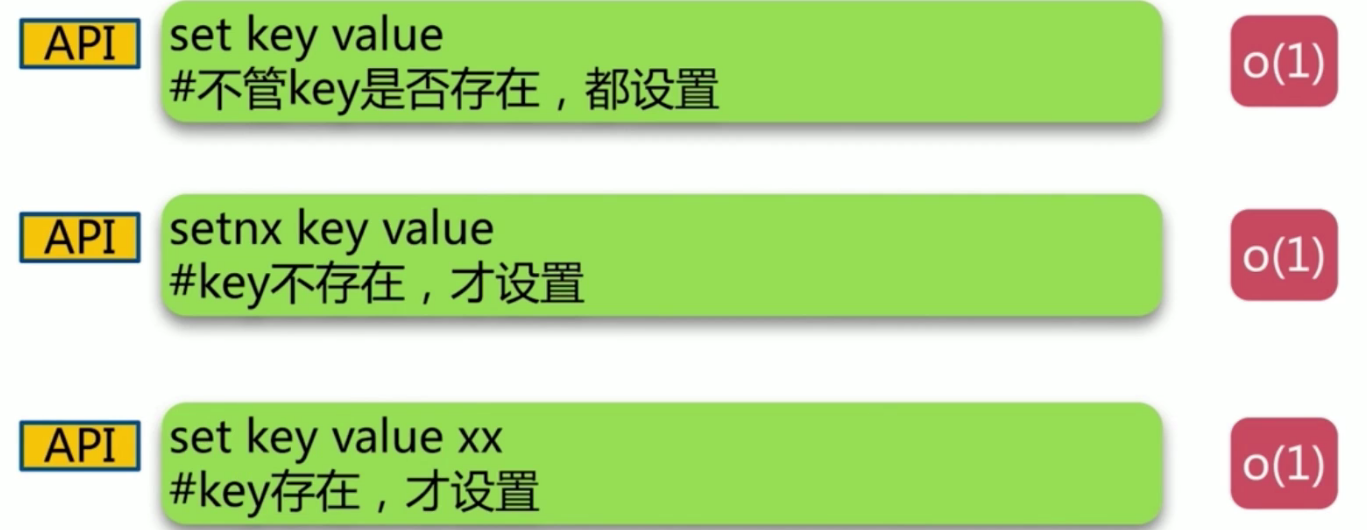 API
set key value
#不管key是否存在，都设置
o(1)
API
setnx key value
#key不存在，才设置
o(1)
API
set key value xx
#key存在，才设置
o(1)